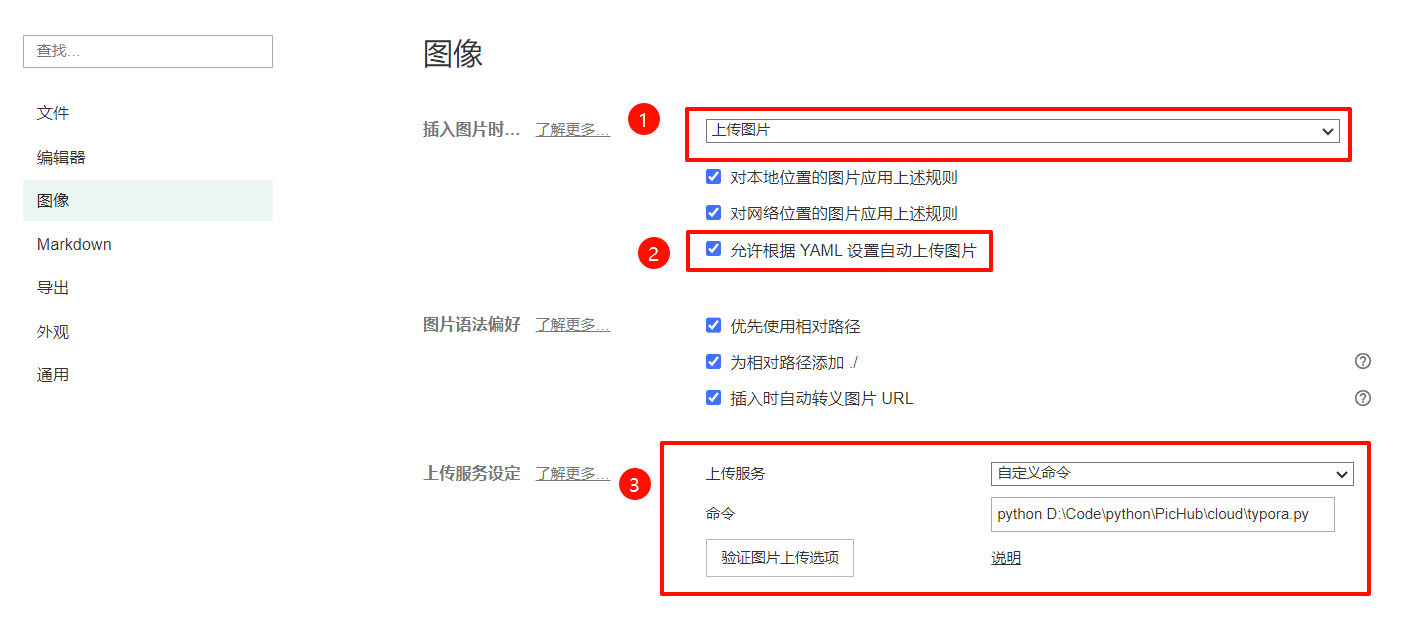 查找...
文件
编辑器
图像
Markdown
导出
外观
通用
图像
插入图片时... 了解更多... 1 上传图片
对本地位置的图片应用上述规则
对网络位置的图片应用上述规则
2 允许根据 YAML 设置自动上传图片
图片语法偏好 了解更多... 优先使用相对路径
为相对路径添加 ./ ?
插入时自动转义图片 URL ?
上传服务设定 了解更多... 3 上传服务 自定义命令
命令 python D:\Code\python\PicHub\cloud\typora.py
验证图片上传选项 说明